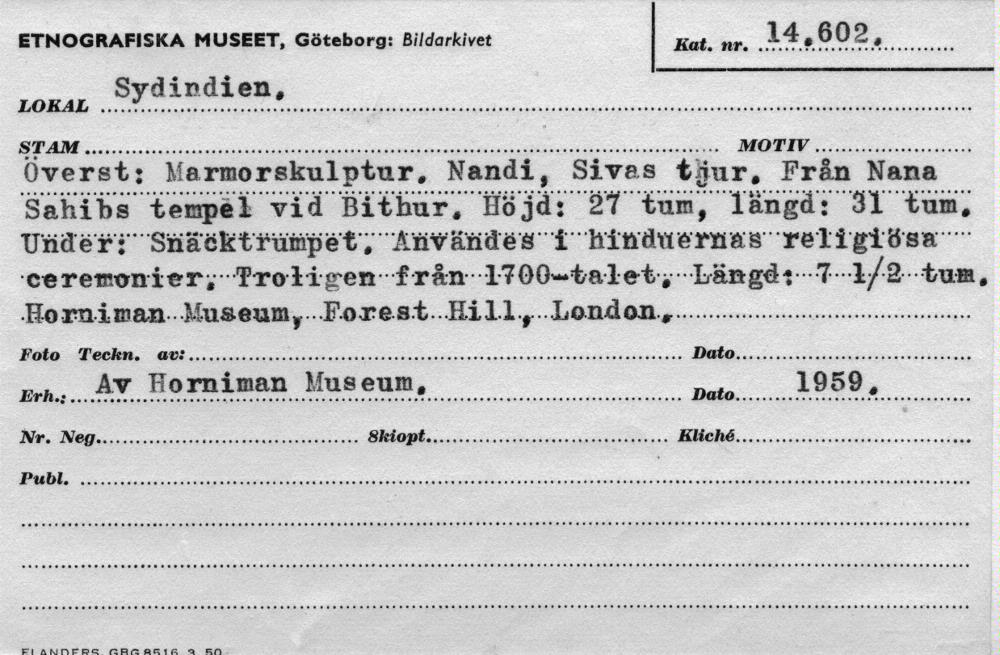 ETNOGRAFISKA MUSEET, Göteborg: Bildarkivet
Kat. nr. 14.602.
LOKAL Sydindien.
STAM MOTIV
Överst: Marmorskulptur. Nandi, Sivas tjur. Från Nana
Sahibs tempel vid Bithur. Höjd: 27 tum, längd: 31 tum.
Under: Snäcktrumpet. Användes i hinduernas religiösa
ceremonier. Troligen från 1700-talet. Längd: 7 1/2 tum.
Horniman Museum, Forest Hill, London.
Foto Teckn. av: Dato
Erh.: Av Horniman Museum. Dato 1959.
Nr. Neg. Skiopt. Kliché
Publ.
ELANDERS, GBG 8516 3 50